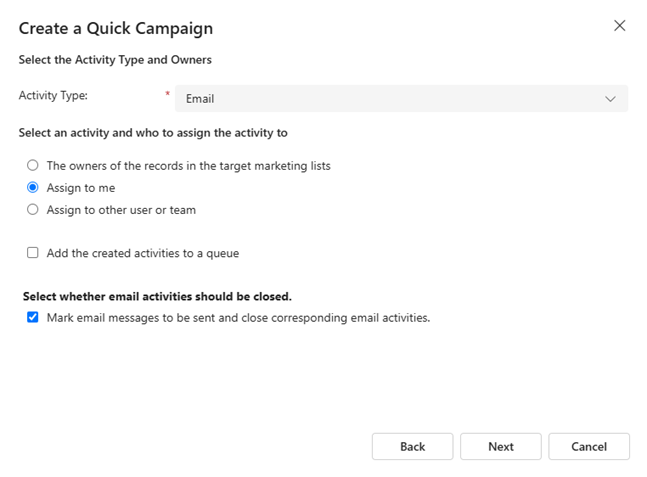 Create a Quick Campaign
Select the Activity Type and Owners
Activity Type: * Email
Select an activity and who to assign the activity to
The owners of the records in the target marketing lists
Assign to me
Assign to other user or team
Add the created activities to a queue
Select whether email activities should be closed.
Mark email messages to be sent and close corresponding email activities.
Back Next Cancel